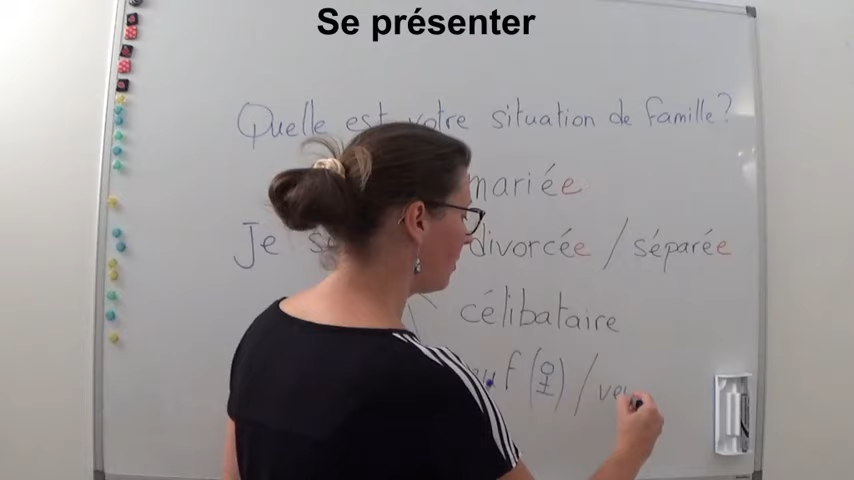 Se présenter
Quelle est votre situation de famille?
mariée
Je
divorcée / séparée
célibataire